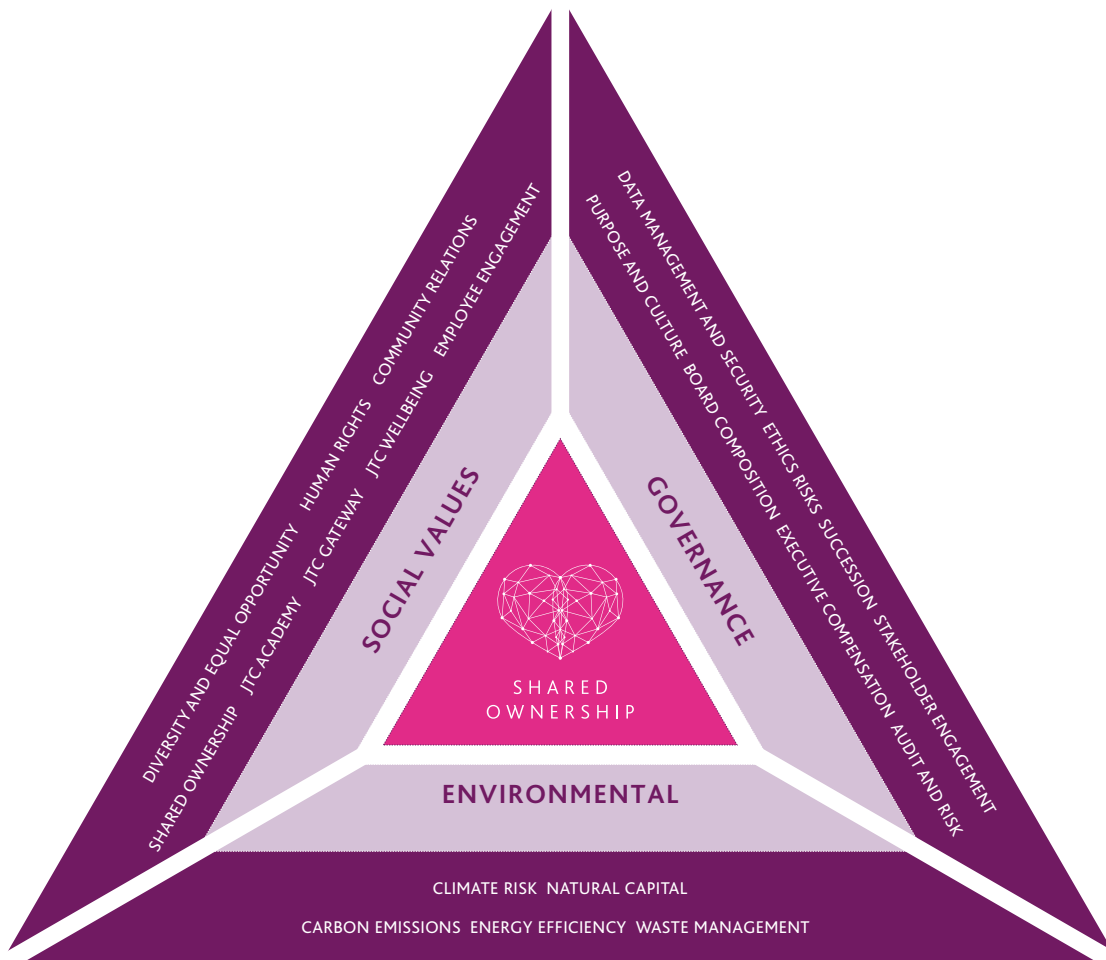 DIVERSITY AND EQUAL OPPORTUNITY HUMAN RIGHTS COMMUNITY RELATIONS
SHARED OWNERSHIP JTC ACADEMY JTC GATEWAY JTC WELLBEING EMPLOYEE ENGAGEMENT
SOCIAL VALUES
DATA MANAGEMENT AND SECURITY ETHICS RISKS SUCCESSION STAKEHOLDER ENGAGEMENT
PURPOSE AND CULTURE BOARD COMPOSITION EXECUTIVE COMPENSATION AUDIT AND RISK
GOVERNANCE
SHARED
OWNERSHIP
ENVIRONMENTAL
CLIMATE RISK NATURAL CAPITAL
CARBON EMISSIONS ENERGY EFFICIENCY WASTE MANAGEMENT